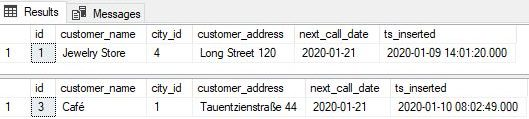 Results Messages
id customer_name city_id customer_address next_call_date ts_inserted
1 1 Jewelry Store 4 Long Street 120 2020-01-21 2020-01-09 14:01:20.000
id customer_name city_id customer_address next_call_date ts_inserted
1 3 Café 1 Tauentzienstraße 44 2020-01-21 2020-01-10 08:02:49.000